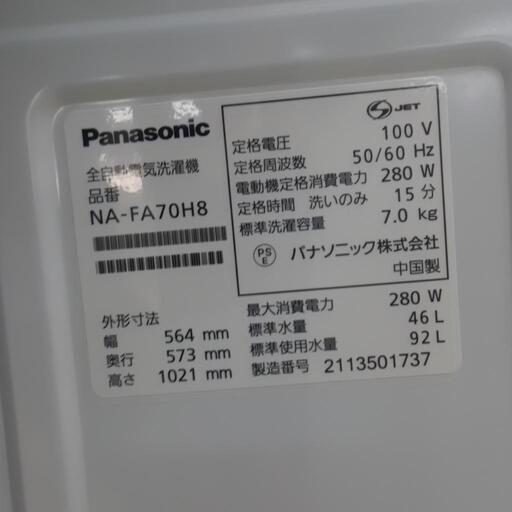 Panasonic
全自動電気洗濯機
品番
NA-FA70H8
外形寸法
幅 564 mm
奥行 573 mm
高さ 1021 mm
JET
定格電圧 100 V
定格周波数 50/60 Hz
電動機定格消費電力 280 W
定格時間 洗いのみ 15 分
標準洗濯容量 7.0 kg
PS
E
パナソニック株式会社
中国製
最大消費電力 280 W
標準水量 46 L
標準使用水量 92 L
製造番号 2113501737